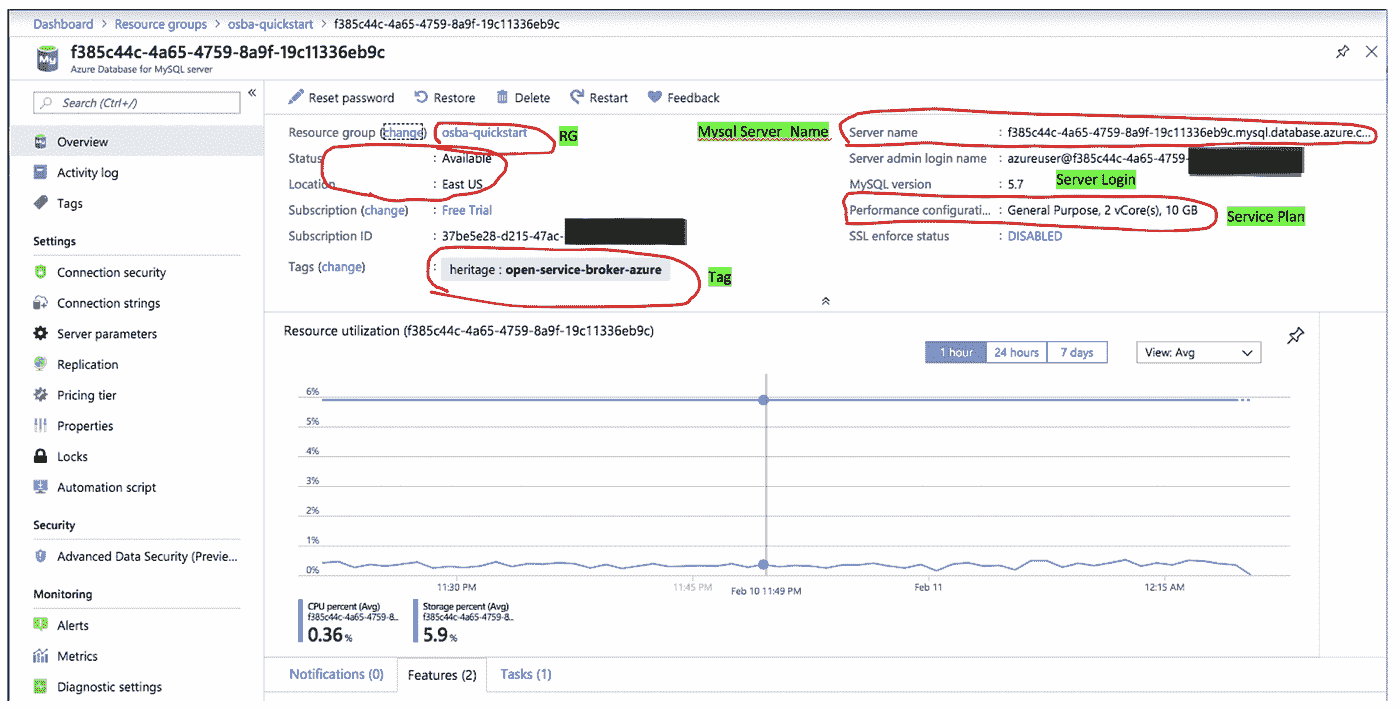 Dashboard > Resource groups > osba-quickstart > f385c44c-4a65-4759-8a9f-19c11336eb9c
My
f385c44c-4a65-4759-8a9f-19c11336eb9c
Azure Database for MySQL server
Search (Ctrl+/)
«
Overview
Activity log
Tags
Settings
Connection security
Connection strings
Server parameters
Replication
Pricing tier
Properties
Locks
Automation script
Security
Advanced Data Security (Previe...
Monitoring
Alerts
Metrics
Diagnostic settings
Reset password Restore Delete Restart Feedback
Resource group (change) osba-quickstart RG
Status : Available
Location : East US
Subscription (change) : Free Trial
Subscription ID : 37be5e28-d215-47ac-
Tags (change) : heritage : open-service-broker-azure Tag
Mysql Server Name Server name : f385c44c-4a65-4759-8a9f-19c11336eb9c.mysql.database.azure.c...
Server admin login name : azureuser@f385c44c-4a65-4759-
MySQL version : 5.7 Server Login
Performance configurati... : General Purpose, 2 vCore(s), 10 GB Service Plan
SSL enforce status : DISABLED
Resource utilization (f385c44c-4a65-4759-8a9f-19c11336eb9c)
1 hour 24 hours 7 days View: Avg
6%
5%
4%
3%
2%
1%
0%
11:30 PM 11:45 PM Feb 10 11:49 PM Feb 11 12:15 AM
CPU percent (Avg)
f385c44c-4a65-4759-8...
0.36 %
Storage percent (Avg)
f385c44c-4a65-4759-8...
5.9 %
Notifications (0) Features (2) Tasks (1)